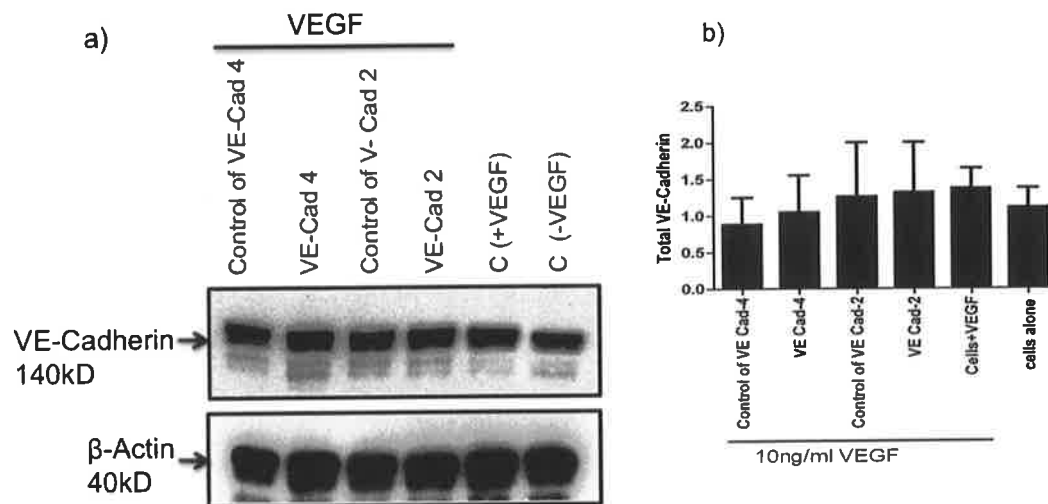 a)
VEGF
Control of VE-Cad 4
VE-Cad 4
Control of V- Cad 2
VE-Cad 2
C (+VEGF)
C (-VEGF)
VE-Cadherin
140kD
β-Actin
40kD
b)
Total VE-Cadherin
2.5
2.0
1.5
1.0
0.5
0.0
Control of VE Cad-4
VE Cad-4
Control of VE Cad-2
VE Cad-2
Cells+VEGF
cells alone
10ng/ml VEGF